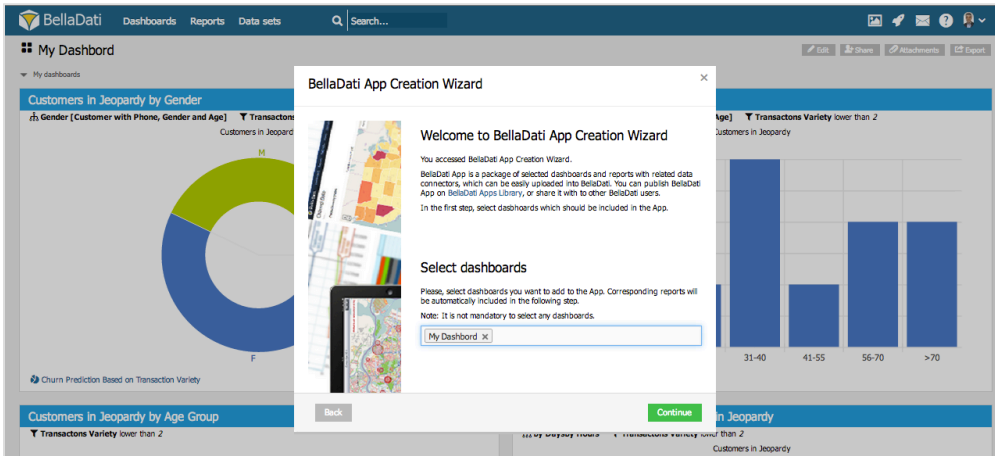 BellaDati Dashboards Reports Data sets Search...
My Dashbord
Edit Share Attachments Export
My dashboards
Customers in Jeopardy by Gender
Gender [Customer with Phone, Gender and Age] Transactons
Customers in Jeopard
M
F
Churn Prediction Based on Transaction Variety
Age] Transactons Variety lower than 2
Customers in Jeopardy
31-40 41-55 56-70 >70
BellaDati App Creation Wizard
Welcome to BellaDati App Creation Wizard
You accessed BellaDati App Creation Wizard.
BellaDati App is a package of selected dashboards and reports with related data
connectors, which can be easily uploaded into BellaDati. You can publish BellaDati
App on BellaDati Apps Library, or share it with to other BellaDati users.
In the first step, select dasbhoards which should be included in the App.
Select dashboards
Please, select dashboards you want to add to the App. Corresponding reports will
be automatically included in the following step.
Note: It is not mandatory to select any dashboards.
My Dashbord ×
Back Continue
Customers in Jeopardy by Age Group
Transactons Variety lower than 2
in Jeopardy
than 2
Customers in Jeopardy